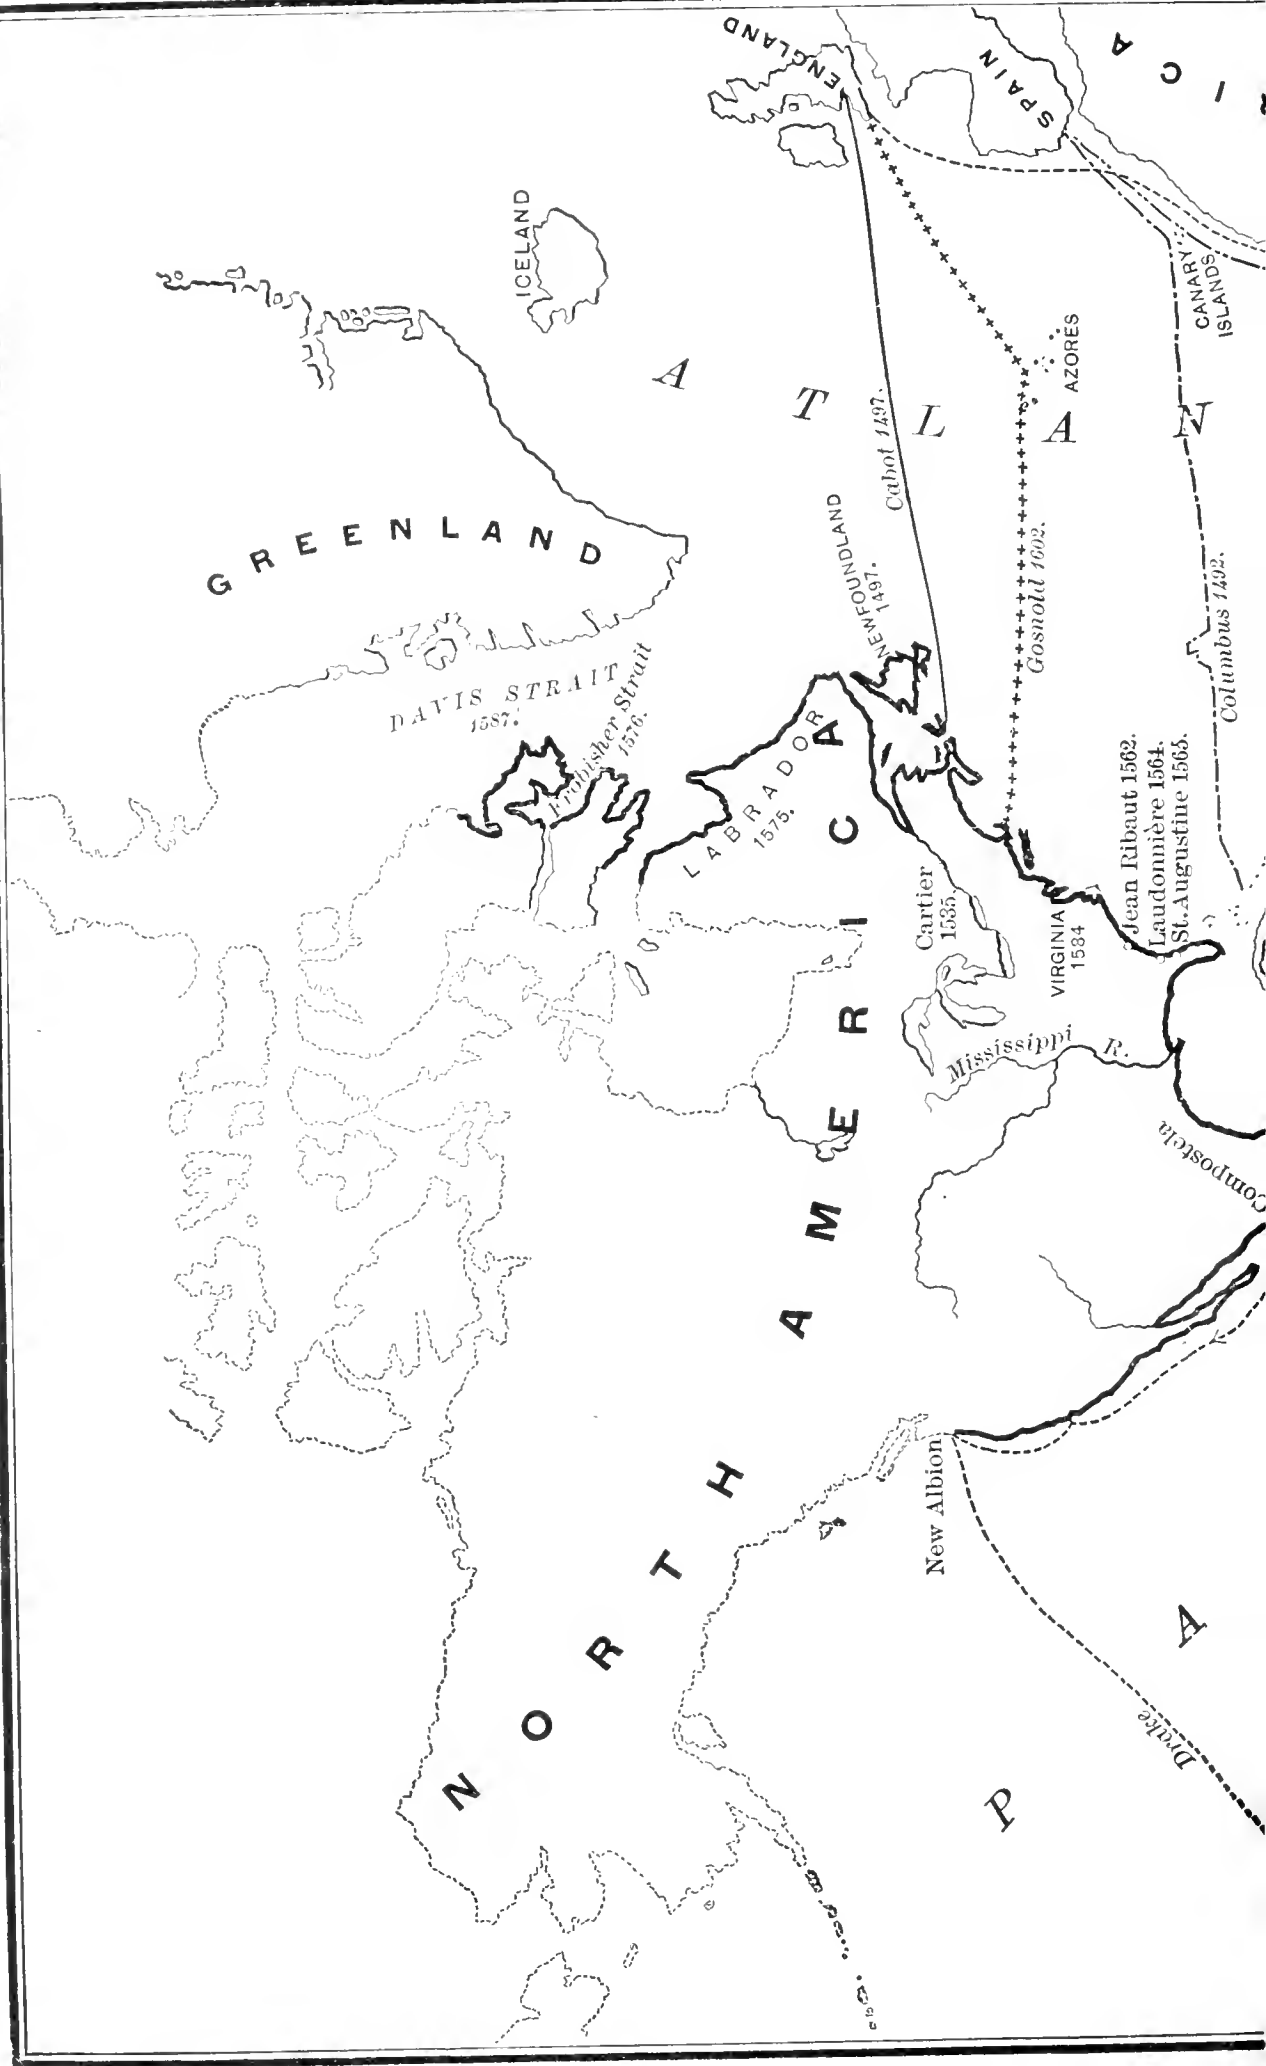 NORTH AMERICA
GREENLAND
ICELAND
ENGLAND
SPAIN
ICA
ATLAN
DAVIS STRAIT
1587.
Frobisher Strait
1576.
LABRADOR
1575.
NEWFOUNDLAND
1497.
Cabot 1497.
Gosnold 1602.
AZORES
CANARY
ISLANDS
Columbus 1492.
Cartier
1535.
VIRGINIA
1584
Jean Ribaut 1562.
Laudonnière 1564.
St. Augustine 1565.
Mississippi R.
Compostela
New Albion
Drake
P A
B